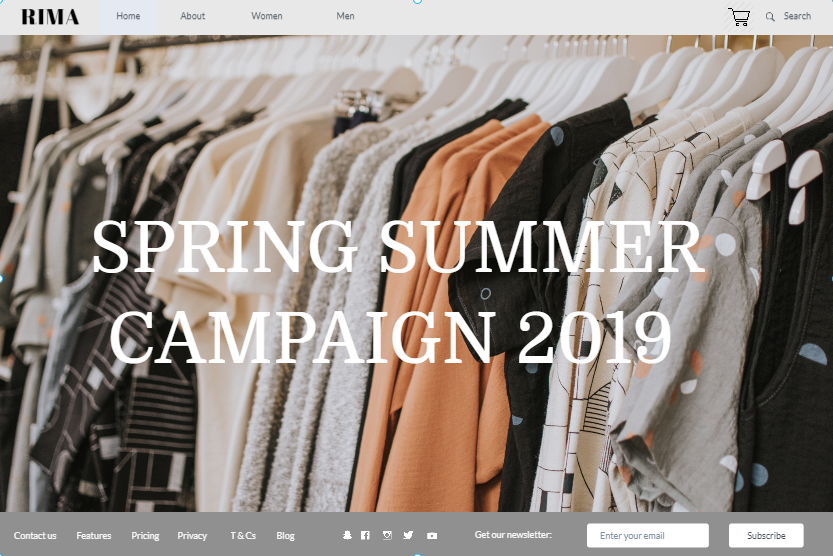 RIMA Home About Women Men Search
SPRING SUMMER
CAMPAIGN 2019
Contact us Features Pricing Privacy T & Cs Blog Get our newsletter: Enter your email Subscribe